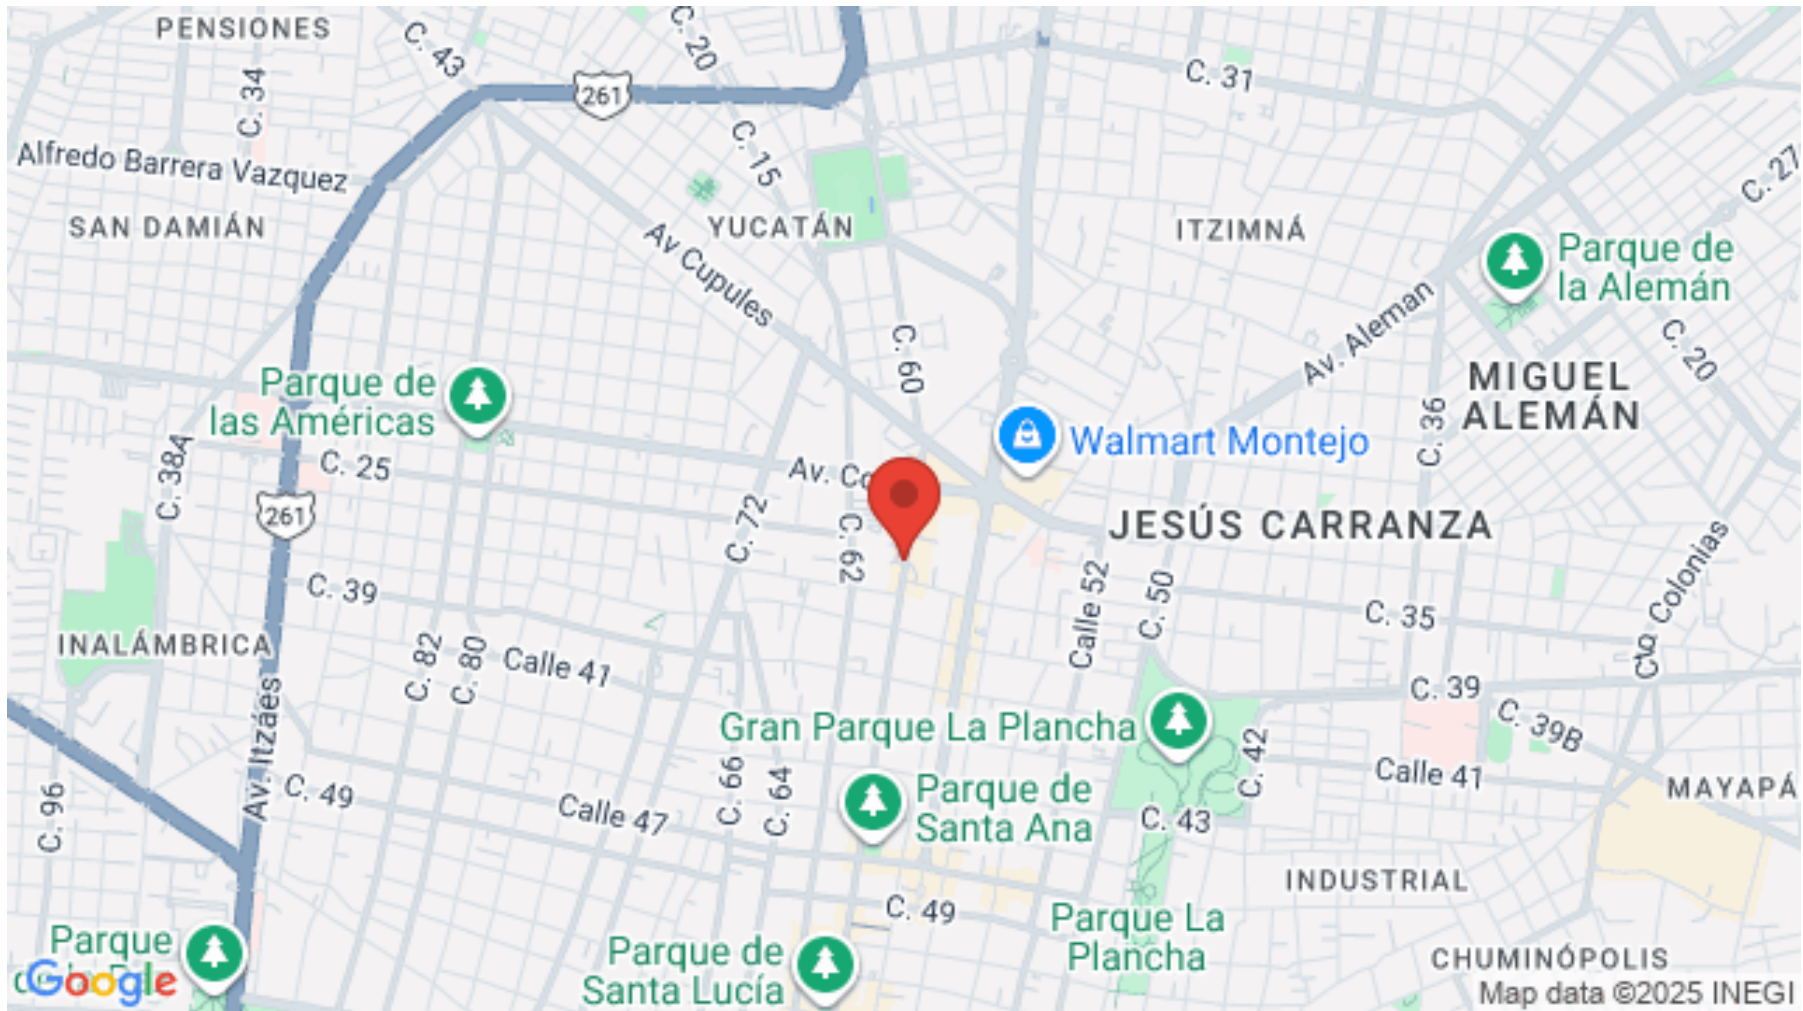 PENSIONES
C. 43
C. 20
C. 31
C. 34
261
C. 15
C. 27
Alfredo Barrera Vazquez
SAN DAMIÁN
YUCATÁN
ITZIMNÁ
Av Cupules
Parque de
la Alemán
Av. Aleman
C. 60
C. 20
Parque de
las Américas
MIGUEL
ALEMÁN
C. 36
Walmart Montejo
C. 38A
C. 25
Av. Co
261
C. 72
C. 62
JESÚS CARRANZA
C. 39
Calle 52
C. 50
C. 35
Cto. Colonias
INALÁMBRICA
C. 82
C. 80
Calle 41
C. 39
Av. Itzáes
Gran Parque La Plancha
C. 39B
C. 42
Calle 41
C. 96
C. 49
Calle 47
C. 66
C. 64
Parque de
Santa Ana
C. 43
MAYAPÁ
INDUSTRIAL
C. 49
Parque La
Plancha
Parque
Parque de
Santa Lucía
CHUMINÓPOLIS
Google
Map data ©2025 INEGI